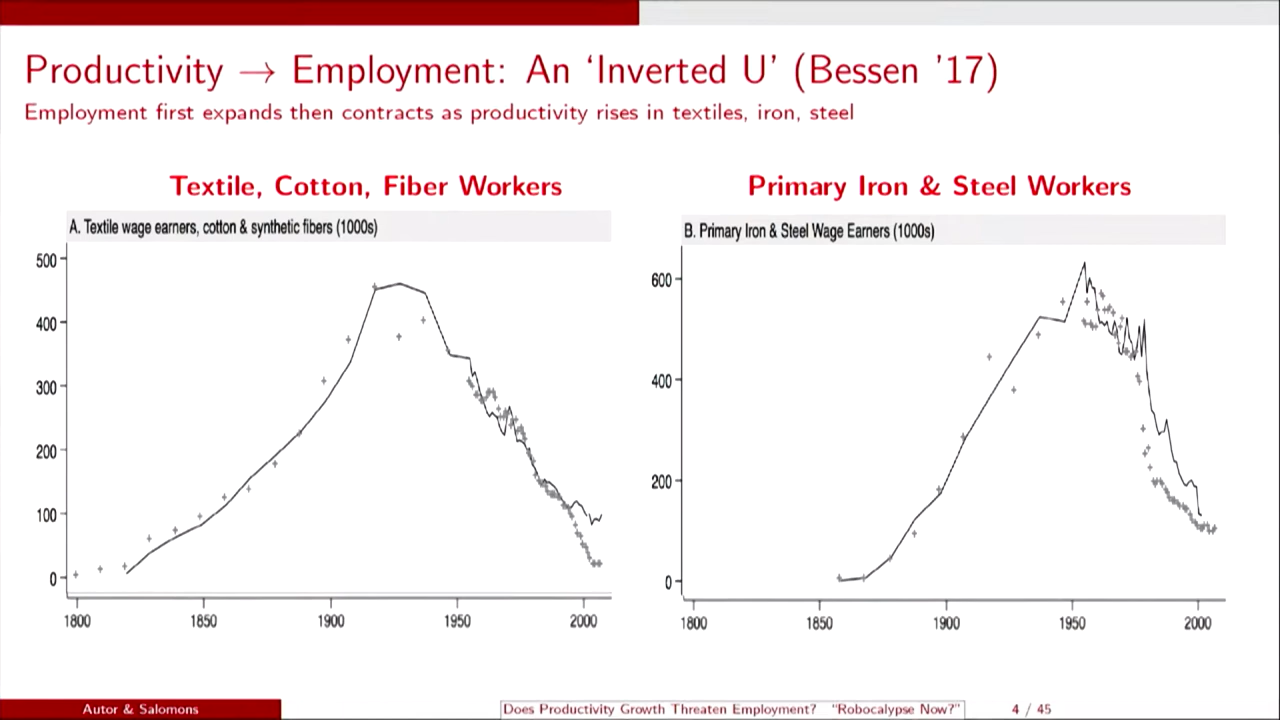 Productivity → Employment: An ‘Inverted U’ (Bessen ’17)
Employment first expands then contracts as productivity rises in textiles, iron, steel
Textile, Cotton, Fiber Workers
A. Textile wage earners, cotton & synthetic fibers (1000s)
500
400
300
200
100
0
1800 1850 1900 1950 2000
Primary Iron & Steel Workers
B. Primary Iron & Steel Wage Earners (1000s)
600
400
200
0
1800 1850 1900 1950 2000
Autor & Salomons
Does Productivity Growth Threaten Employment? “Robocalypse Now?”
4 / 45